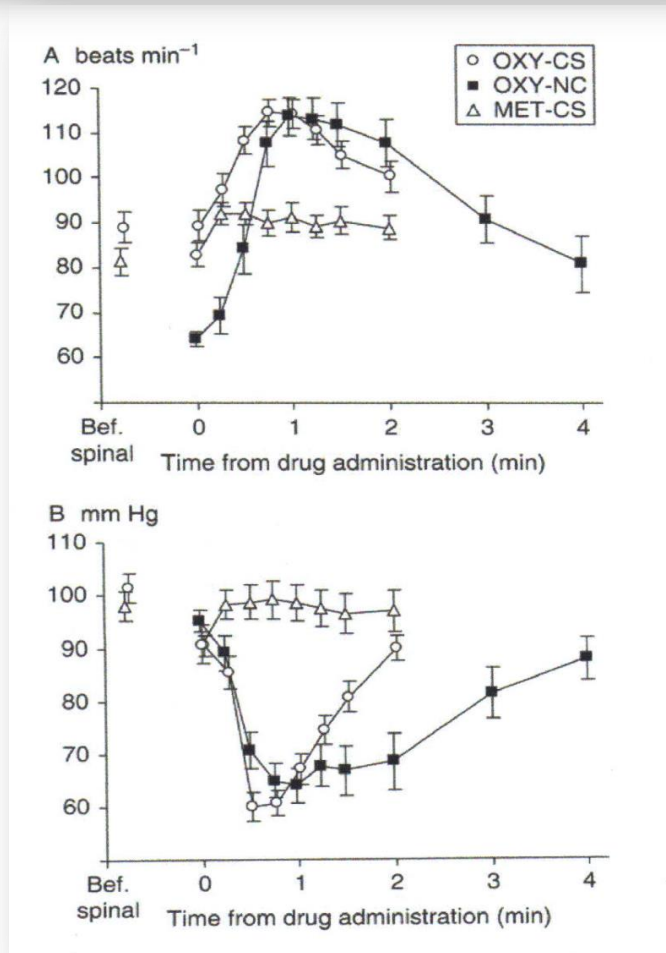 A beats min⁻¹
OXY-CS
OXY-NC
MET-CS
120
110
100
90
80
70
60
Bef.
spinal
0 1 2 3 4
Time from drug administration (min)
B mm Hg
110
100
90
80
70
60
Bef.
spinal
0 1 2 3 4
Time from drug administration (min)